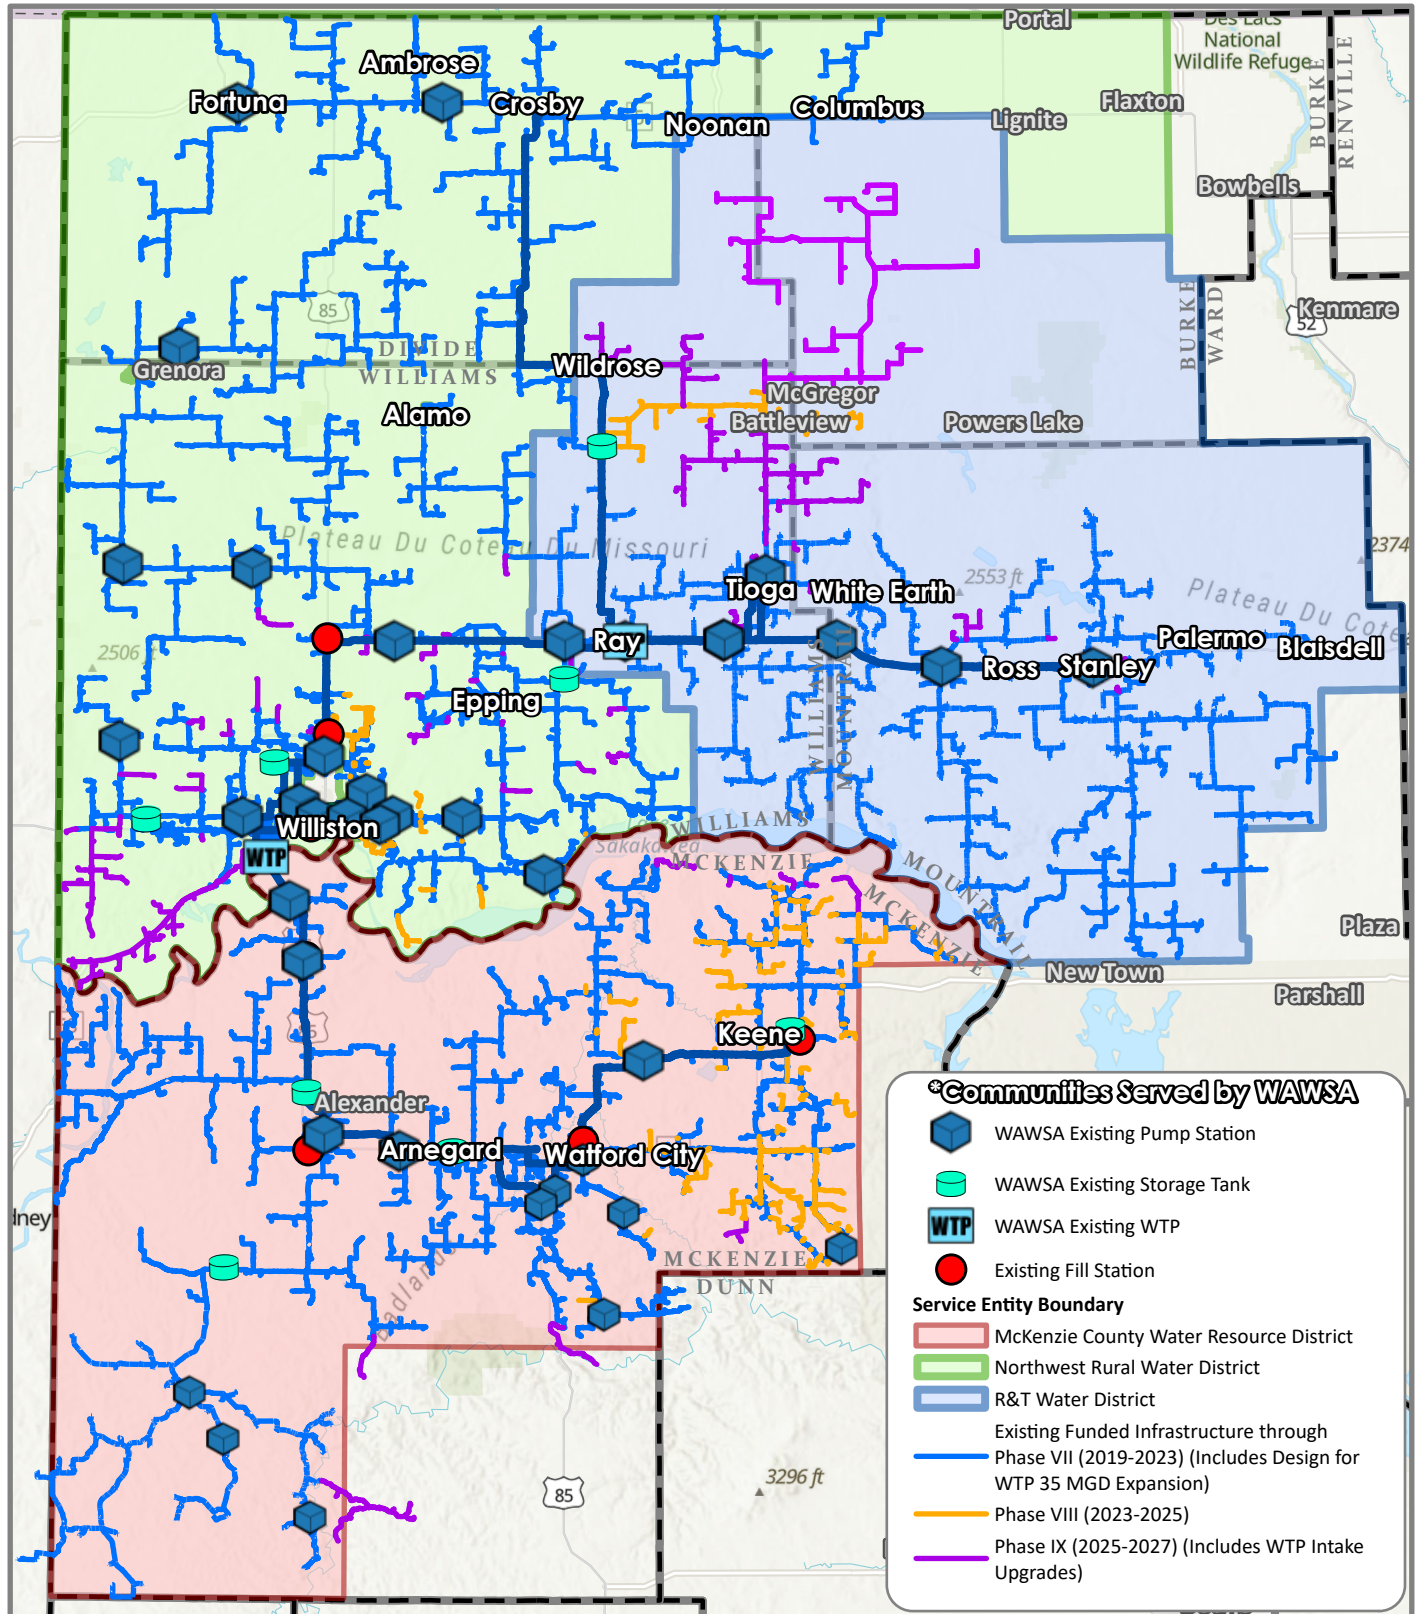 Portal
Des Lacs
National
Wildlife Refuge
BURKE
RENVILLE
Ambrose
Fortuna
Crosby
Noonan
Columbus
Lignite
Flaxton
Bowbells
85
DIVIDE
WILLIAMS
Grenora
Wildrose
Alamo
McGregor
Battleview
Powers Lake
BURKE
WARD
Kenmare
52
Plateau Du Coteau Du Missouri
2374
Tioga
White Earth
2553 ft
Plateau Du Cote
2506 ft
Ray
WILLIAMS
MOUNTRAIL
Ross
Stanley
Palermo
Blaisdell
Epping
Williston
WTP
WILLIAMS
Sakakawea
MCKENZIE
MOUNTRAIL
MCKENZIE
Plaza
New Town
Parshall
85
Keene
Alexander
Arnegard
Watford City
dney
Badlands
MCKENZIE
DUNN
85
3296 ft
*Communities Served by WAWSA
WAWSA Existing Pump Station
WAWSA Existing Storage Tank
WTP WAWSA Existing WTP
Existing Fill Station
Service Entity Boundary
McKenzie County Water Resource District
Northwest Rural Water District
R&T Water District
Existing Funded Infrastructure through
Phase VII (2019-2023) (Includes Design for
WTP 35 MGD Expansion)
Phase VIII (2023-2025)
Phase IX (2025-2027) (Includes WTP Intake
Upgrades)